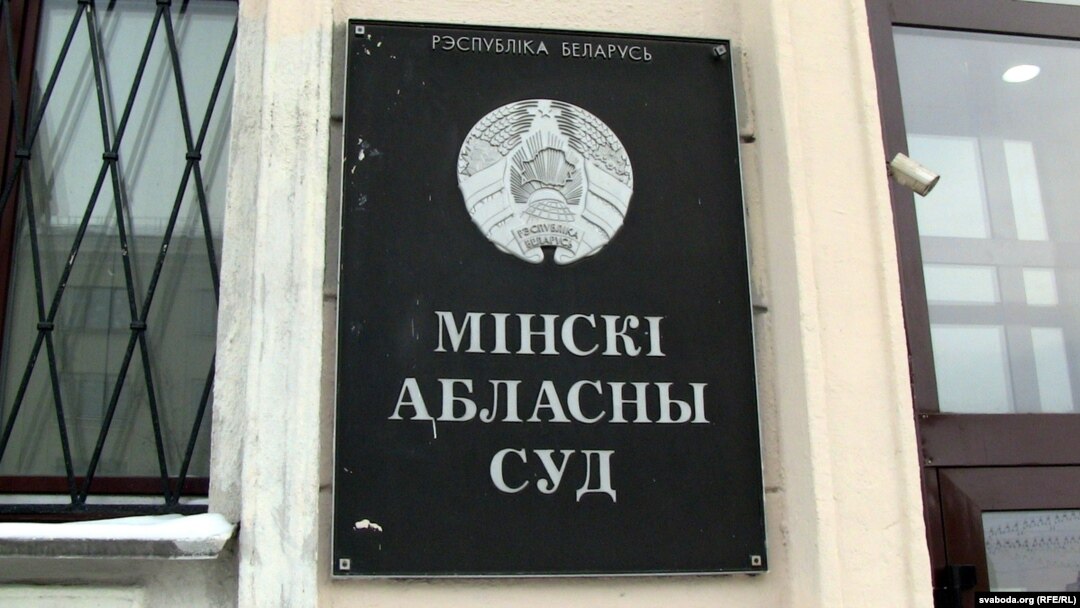 РЭСПУБЛІКА БЕЛАРУСЬ
РЭСПУБЛІКА
БЕЛАРУСЬ
МІНСКІ
АБЛАСНЫ
СУД
svaboda.org (RFE/RL)